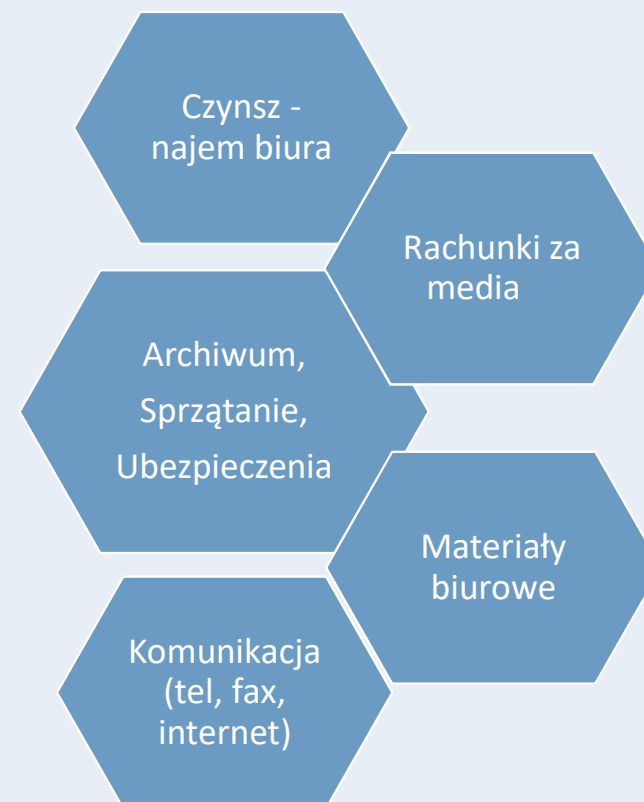 Czynsz -
najem biura
Rachunki za
media
Archiwum,
Sprzątanie,
Ubezpieczenia
Materiały
biurowe
Komunikacja
(tel, fax,
internet)